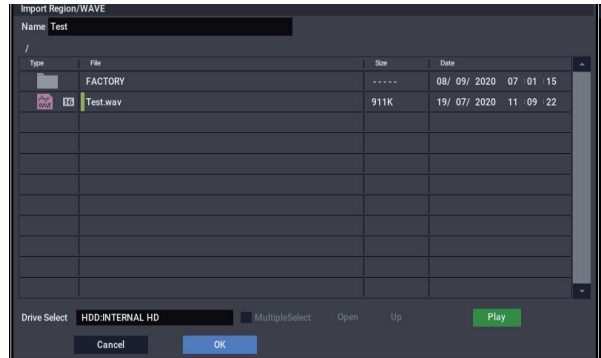 Import Region/WAVE
Name Test
/
Type File Size Date
FACTORY ----- 08/ 09/ 2020 07 :01 :15
WAVE 16 Test.wav 911K 19/ 07/ 2020 11 :09 :22
Drive Select HDD:INTERNAL HD MultipleSelect Open Up Play
Cancel OK